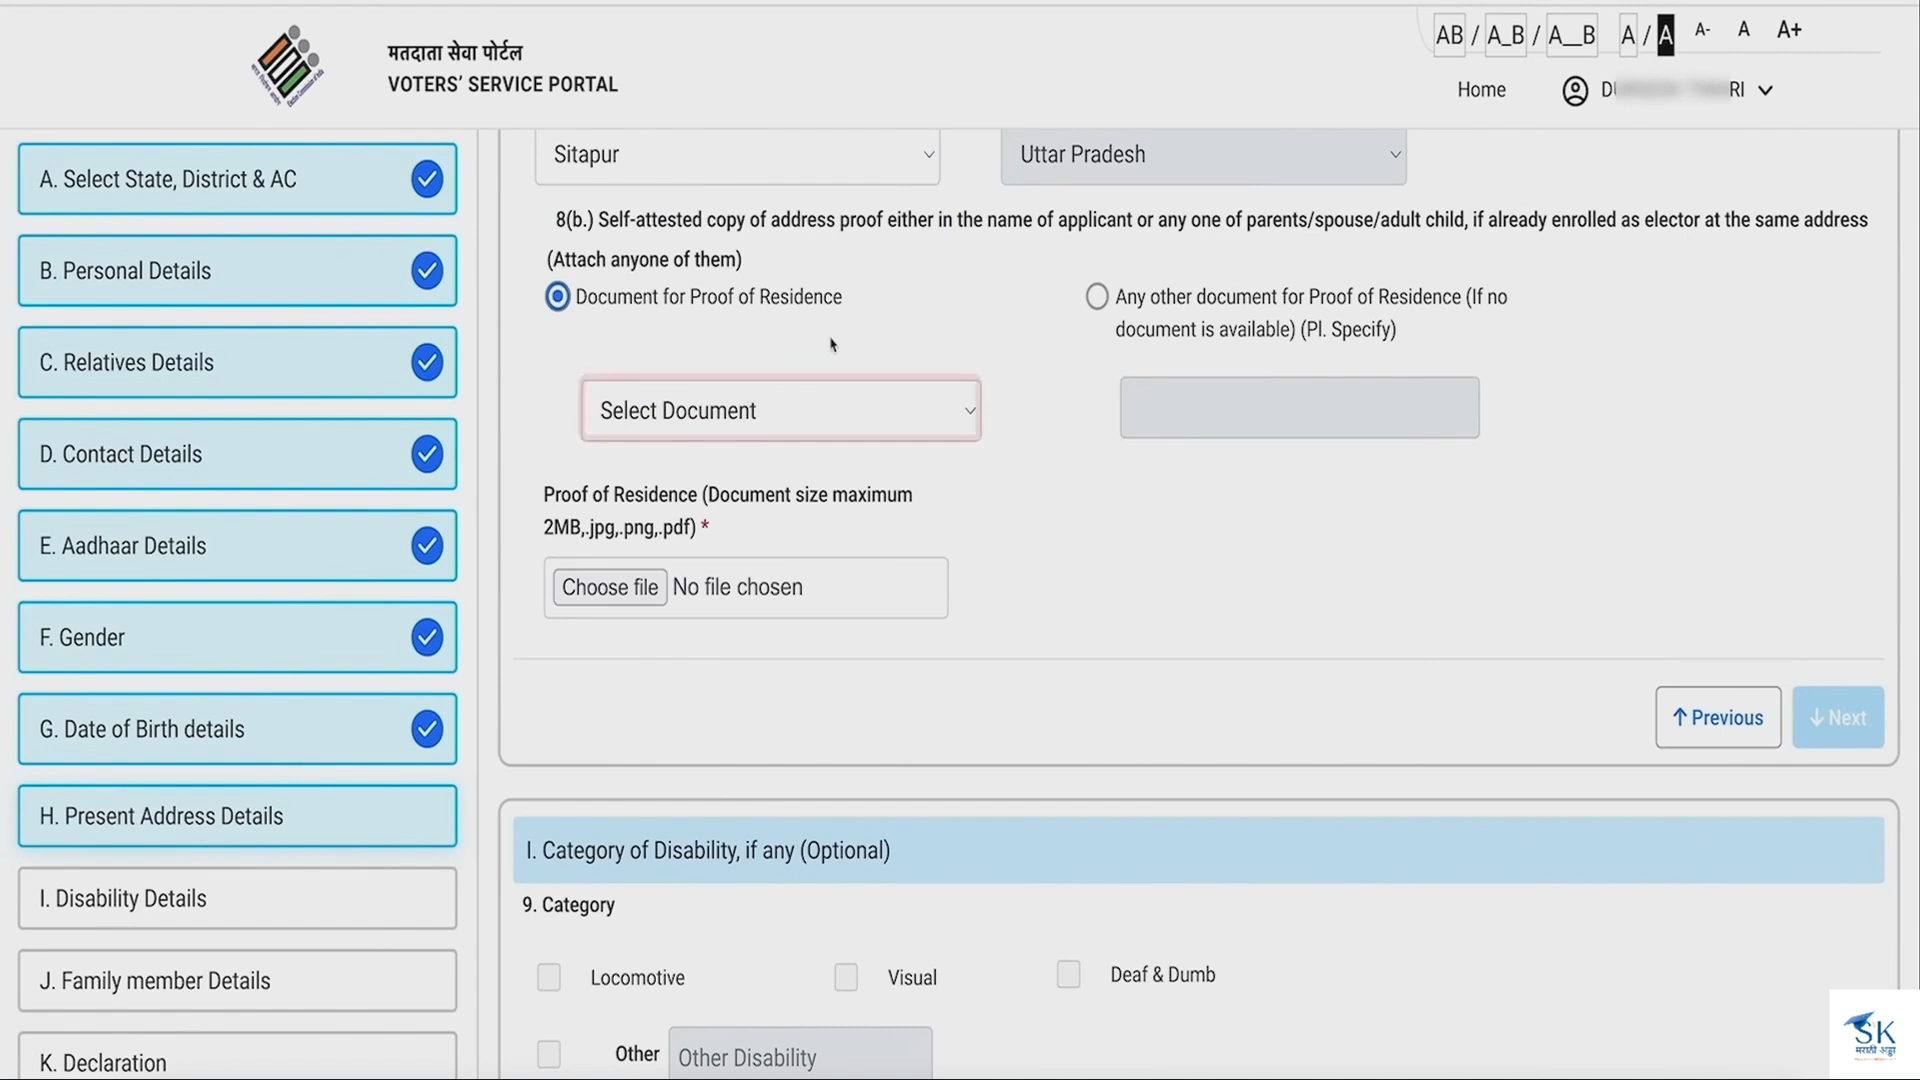 मतदाता सेवा पोर्टल
VOTERS' SERVICE PORTAL
AB / A_B / A__B A / A A- A A+
Home
RI
A. Select State, District & AC
B. Personal Details
C. Relatives Details
D. Contact Details
E. Aadhaar Details
F. Gender
G. Date of Birth details
H. Present Address Details
I. Disability Details
J. Family member Details
K. Declaration
Sitapur Uttar Pradesh
8(b.) Self-attested copy of address proof either in the name of applicant or any one of parents/spouse/adult child, if already enrolled as elector at the same address
(Attach anyone of them)
Document for Proof of Residence
Any other document for Proof of Residence (If no
document is available) (Pl. Specify)
Select Document
Proof of Residence (Document size maximum
2MB,.jpg,.png,.pdf) *
Choose file No file chosen
Previous Next
I. Category of Disability, if any (Optional)
9. Category
Locomotive Visual Deaf & Dumb
Other Other Disability
SK
मराठी अड्डा